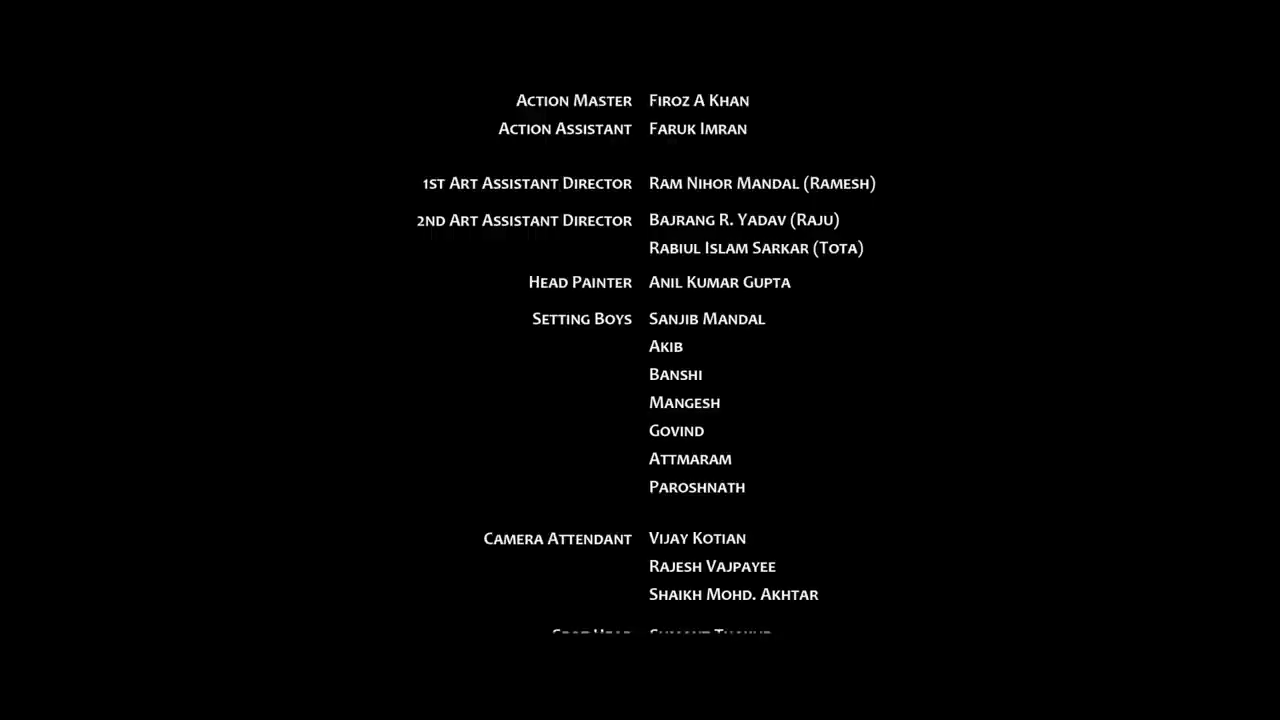 Action Master Firoz A Khan
Action Assistant Faruk Imran
1st Art Assistant Director Ram Nihor Mandal (Ramesh)
2nd Art Assistant Director Bajrang R. Yadav (Raju)
Rabiul Islam Sarkar (Tota)
Head Painter Anil Kumar Gupta
Setting Boys Sanjib Mandal
Akib
Banshi
Mangesh
Govind
Attmaram
Paroshnath
Camera Attendant Vijay Kotian
Rajesh Vajpayee
Shaikh Mohd. Akhtar